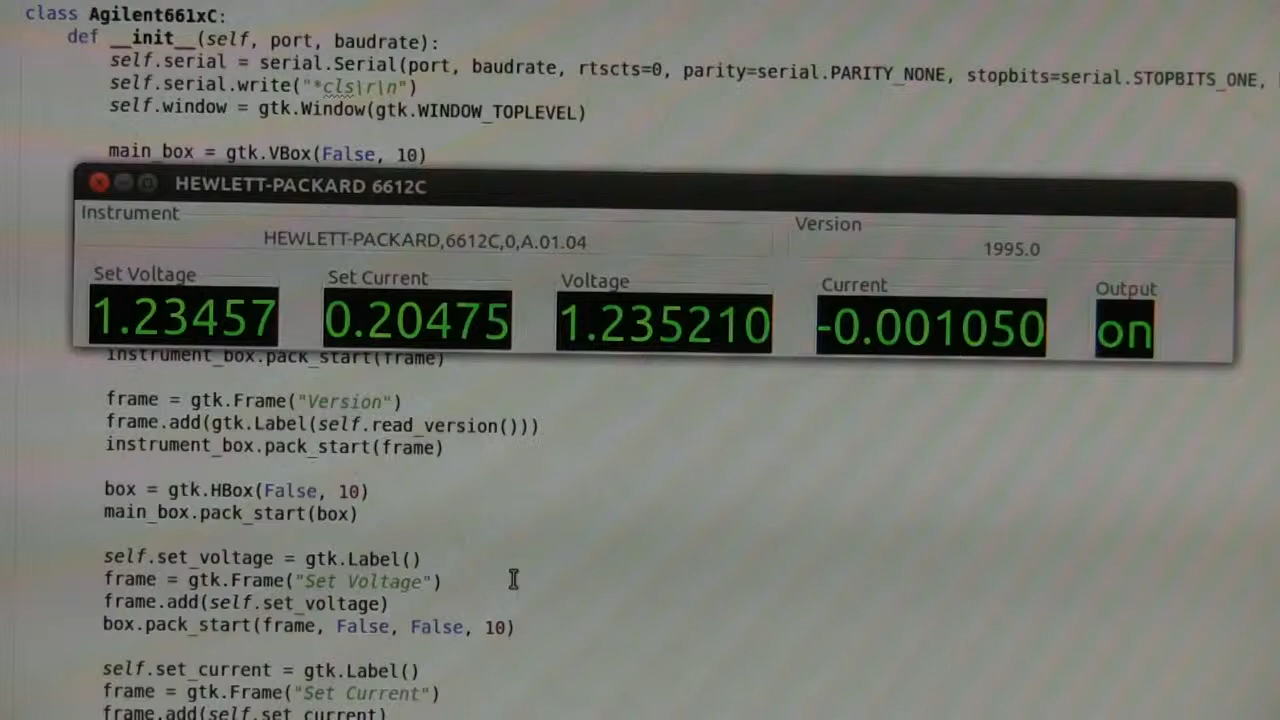 class Agilent661xC:
def __init__(self, port, baudrate):
self.serial = serial.Serial(port, baudrate, rtscts=0, parity=serial.PARITY_NONE, stopbits=serial.STOPBITS_ONE,
self.serial.write("*cls\r\n")
self.window = gtk.Window(gtk.WINDOW_TOPLEVEL)
main_box = gtk.VBox(False, 10)
HEWLETT-PACKARD 6612C
Instrument Version
HEWLETT-PACKARD,6612C,0,A.01.04 1995.0
Set Voltage Set Current Voltage Current Output
1.23457 0.20475 1.235210 -0.001050 on
instrument_box.pack_start(frame)
frame = gtk.Frame("Version")
frame.add(gtk.Label(self.read_version()))
instrument_box.pack_start(frame)
box = gtk.HBox(False, 10)
main_box.pack_start(box)
self.set_voltage = gtk.Label()
frame = gtk.Frame("Set Voltage")
frame.add(self.set_voltage)
box.pack_start(frame, False, False, 10)
self.set_current = gtk.Label()
frame = gtk.Frame("Set Current")
frame.add(self.set_current)